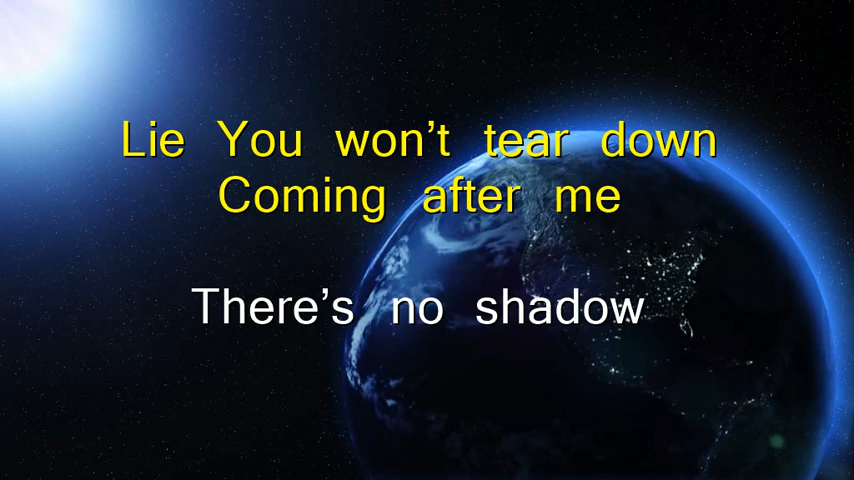 Lie You won’t tear down
Coming after me
There’s no shadow